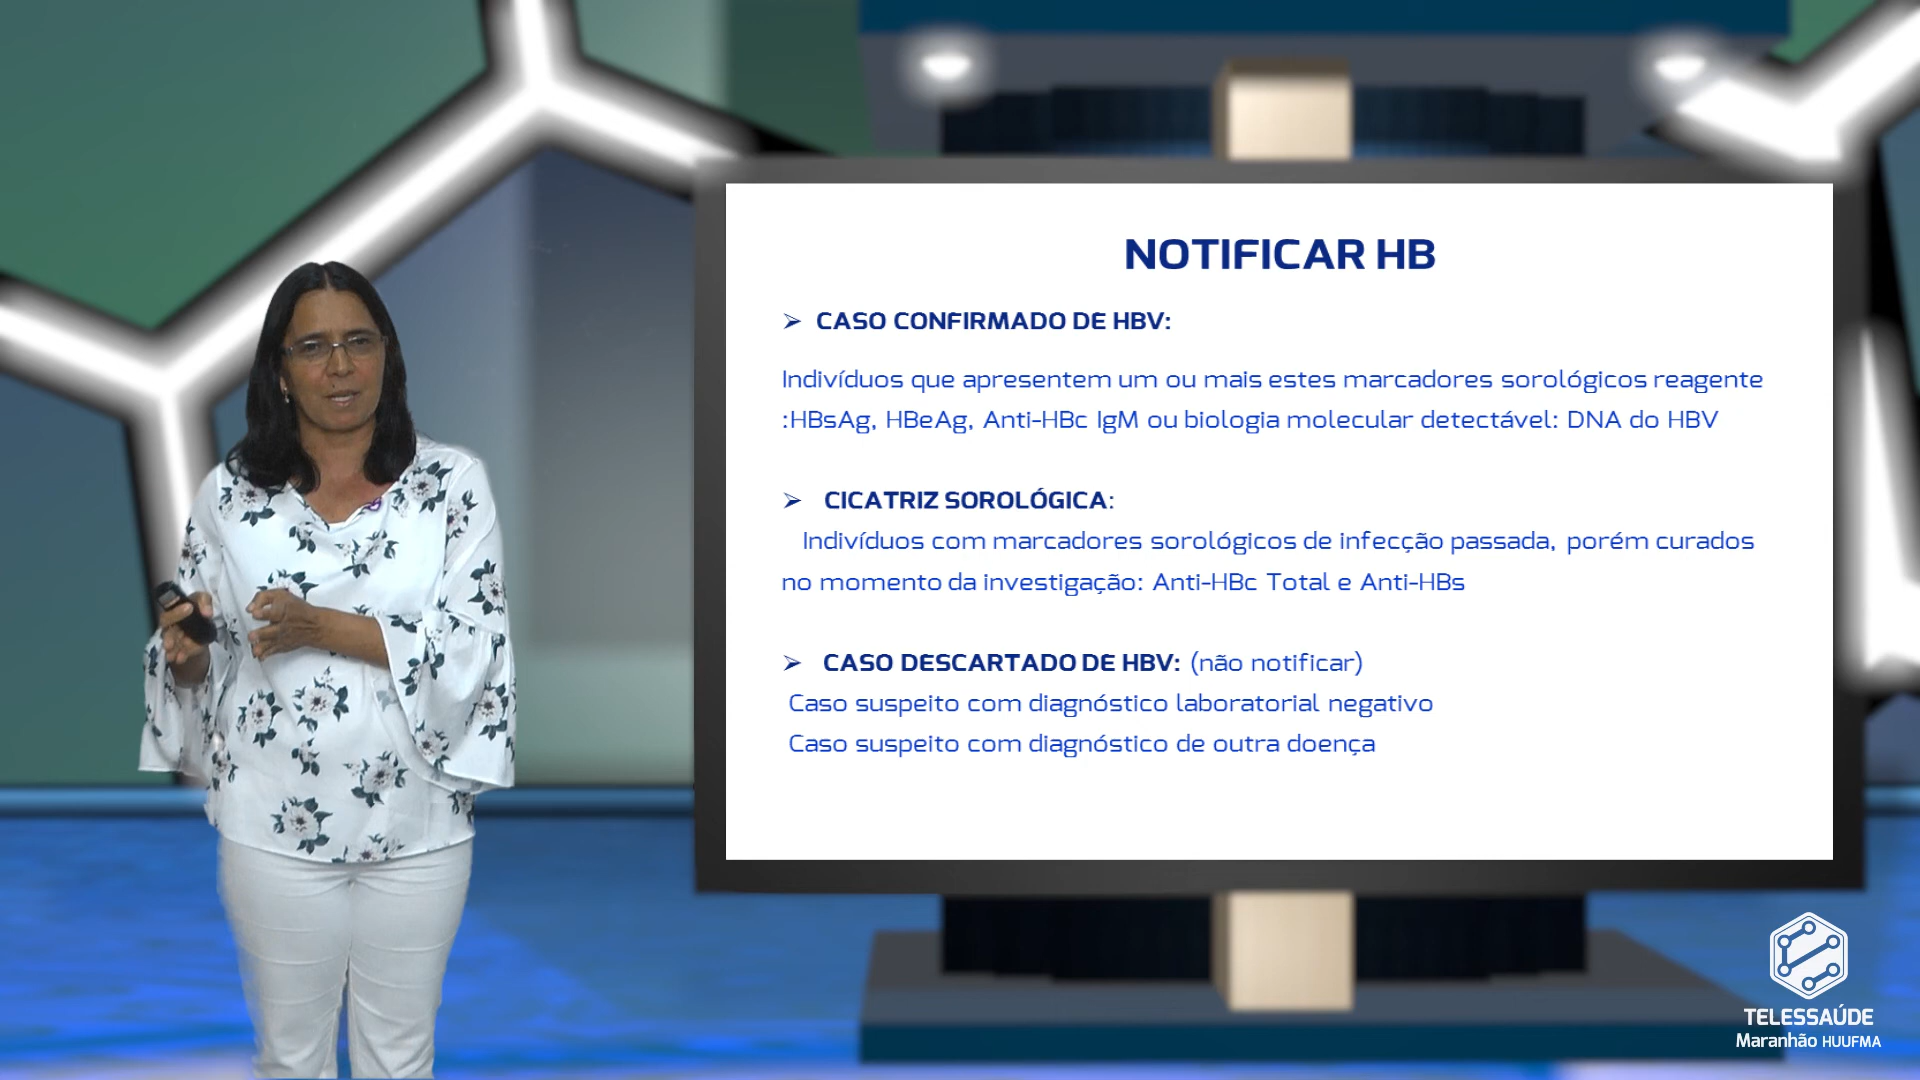 NOTIFICAR HB
➢ CASO CONFIRMADO DE HBV:
Indivíduos que apresentem um ou mais estes marcadores sorológicos reagente
:HBsAg, HBeAg, Anti-HBc IgM ou biologia molecular detectável: DNA do HBV
➢ CICATRIZ SOROLÓGICA:
Indivíduos com marcadores sorológicos de infecção passada, porém curados
no momento da investigação: Anti-HBc Total e Anti-HBs
➢ CASO DESCARTADO DE HBV: (não notificar)
Caso suspeito com diagnóstico laboratorial negativo
Caso suspeito com diagnóstico de outra doença
TELESSAÚDE
Maranhão HUUFMA